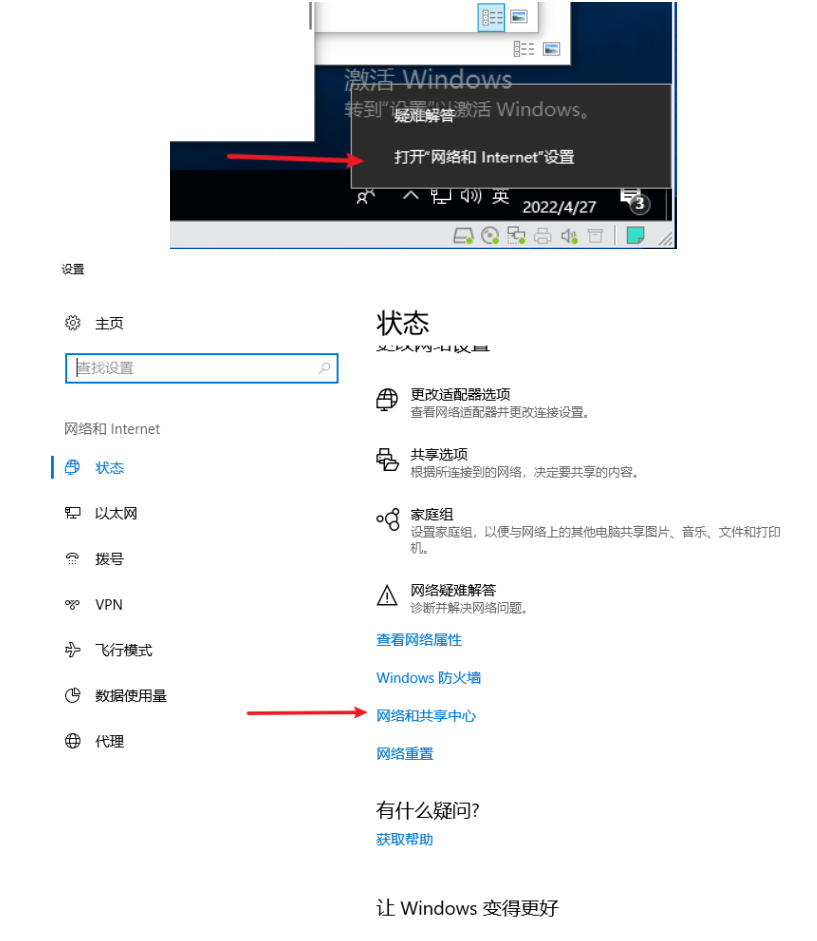 激活 Windows
转到“设置”以激活 Windows。
疑难解答
打开“网络和 Internet”设置
英
2022/4/27
3
设置
主页
查找设置
网络和 Internet
状态
以太网
拨号
VPN
飞行模式
数据使用量
代理
状态
更改网络设置
更改适配器选项
查看网络适配器并更改连接设置。
共享选项
根据所连接到的网络，决定要共享的内容。
家庭组
设置家庭组，以便与网络上的其他电脑共享图片、音乐、文件和打印
机。
网络疑难解答
诊断并解决网络问题。
查看网络属性
Windows 防火墙
网络和共享中心
网络重置
有什么疑问?
获取帮助
让 Windows 变得更好